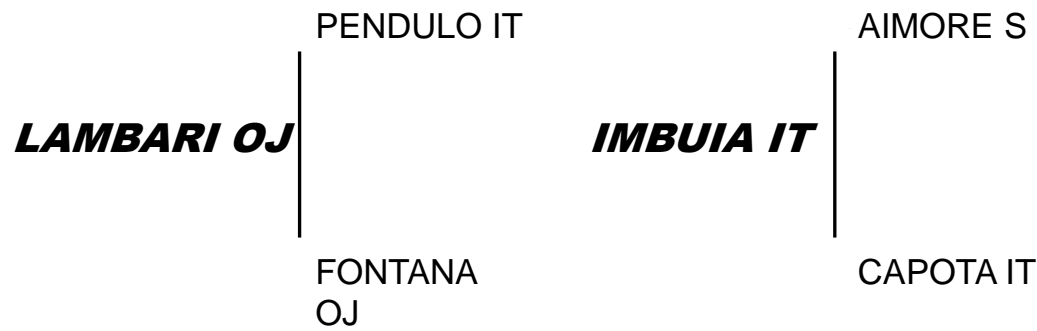 PENDULO IT
LAMBARI OJ
FONTANA
OJ
AIMORE S
IMBUIA IT
CAPOTA IT